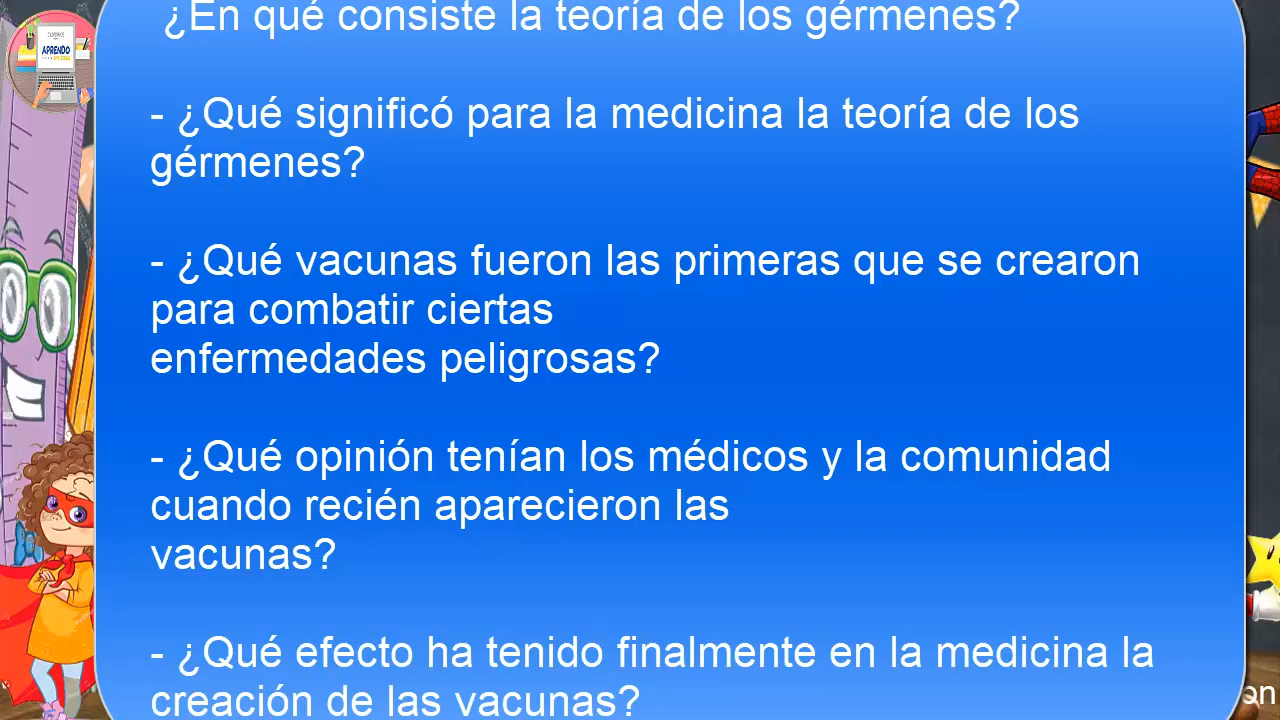 ¿En qué consiste la teoría de los gérmenes?
- ¿Qué significó para la medicina la teoría de los
gérmenes?
- ¿Qué vacunas fueron las primeras que se crearon
para combatir ciertas
enfermedades peligrosas?
- ¿Qué opinión tenían los médicos y la comunidad
cuando recién aparecieron las
vacunas?
- ¿Qué efecto ha tenido finalmente en la medicina la
creación de las vacunas?
APRENDO
on